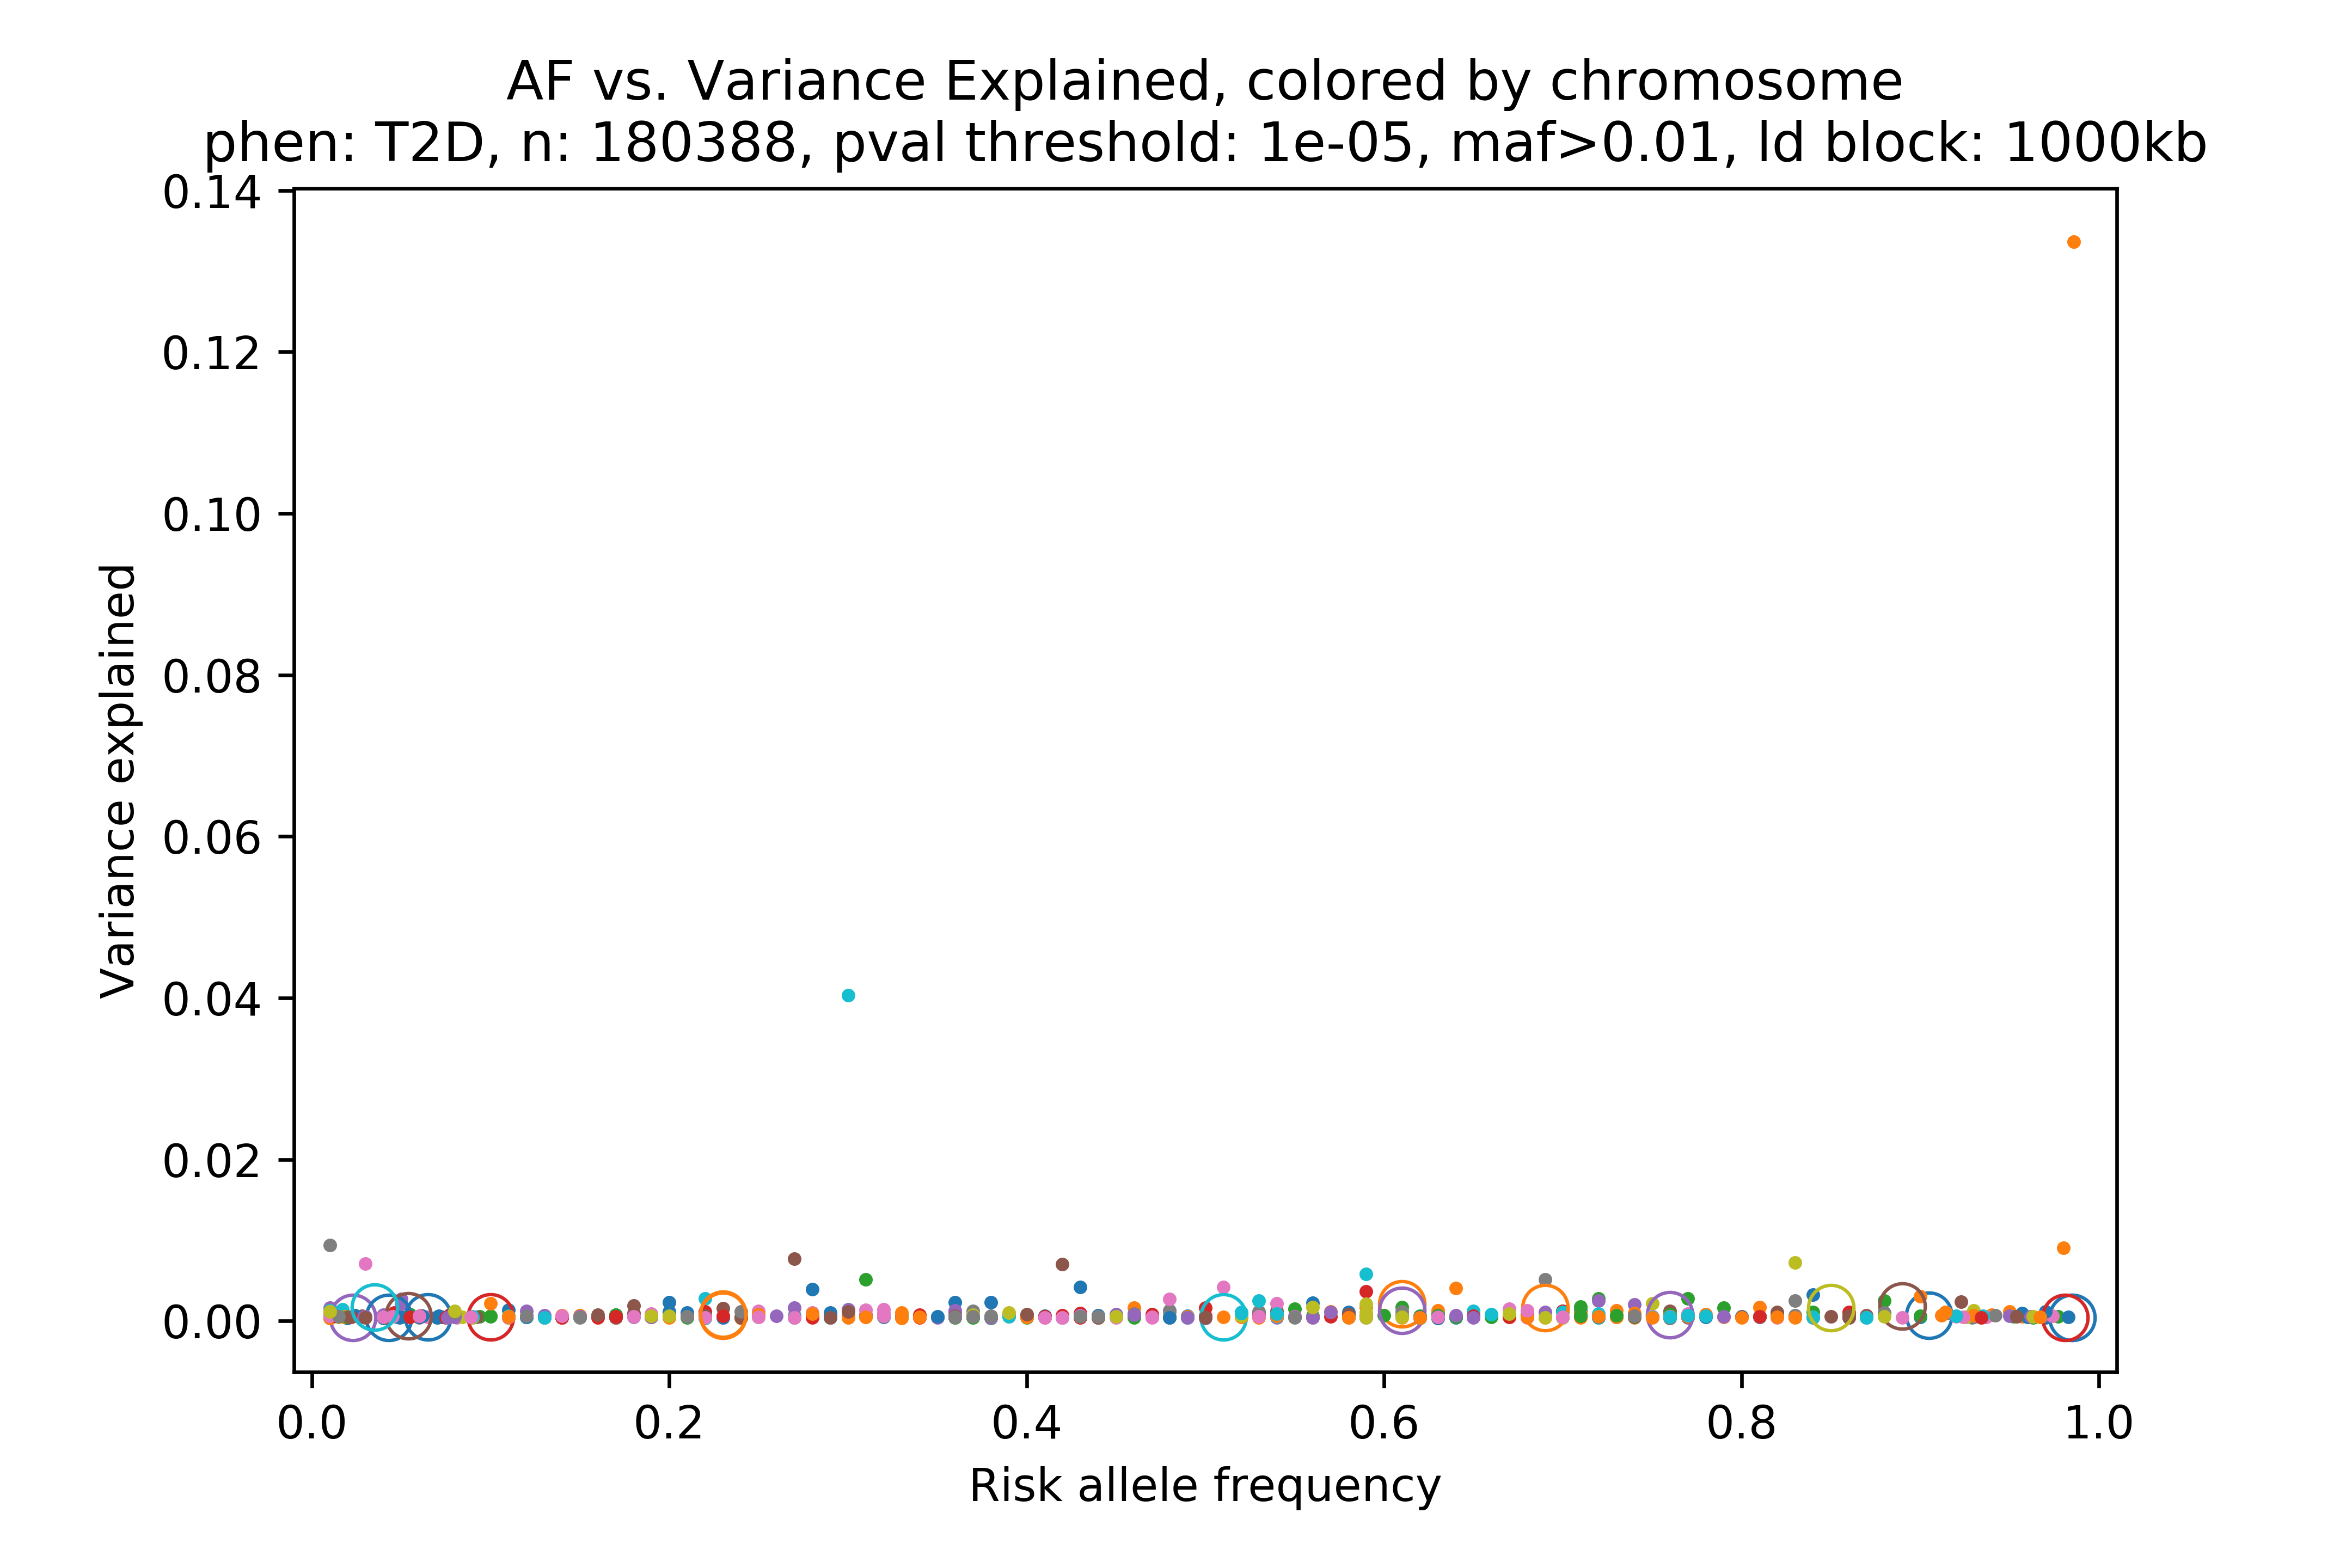 AF vs. Variance Explained, colored by chromosome
phen: T2D, n: 180388, pval threshold: 1e-05, maf>0.01, ld block: 1000kb
0.14
0.12
0.10
0.08
0.06
0.04
0.02
0.00
Variance explained
0.0 0.2 0.4 0.6 0.8 1.0
Risk allele frequency